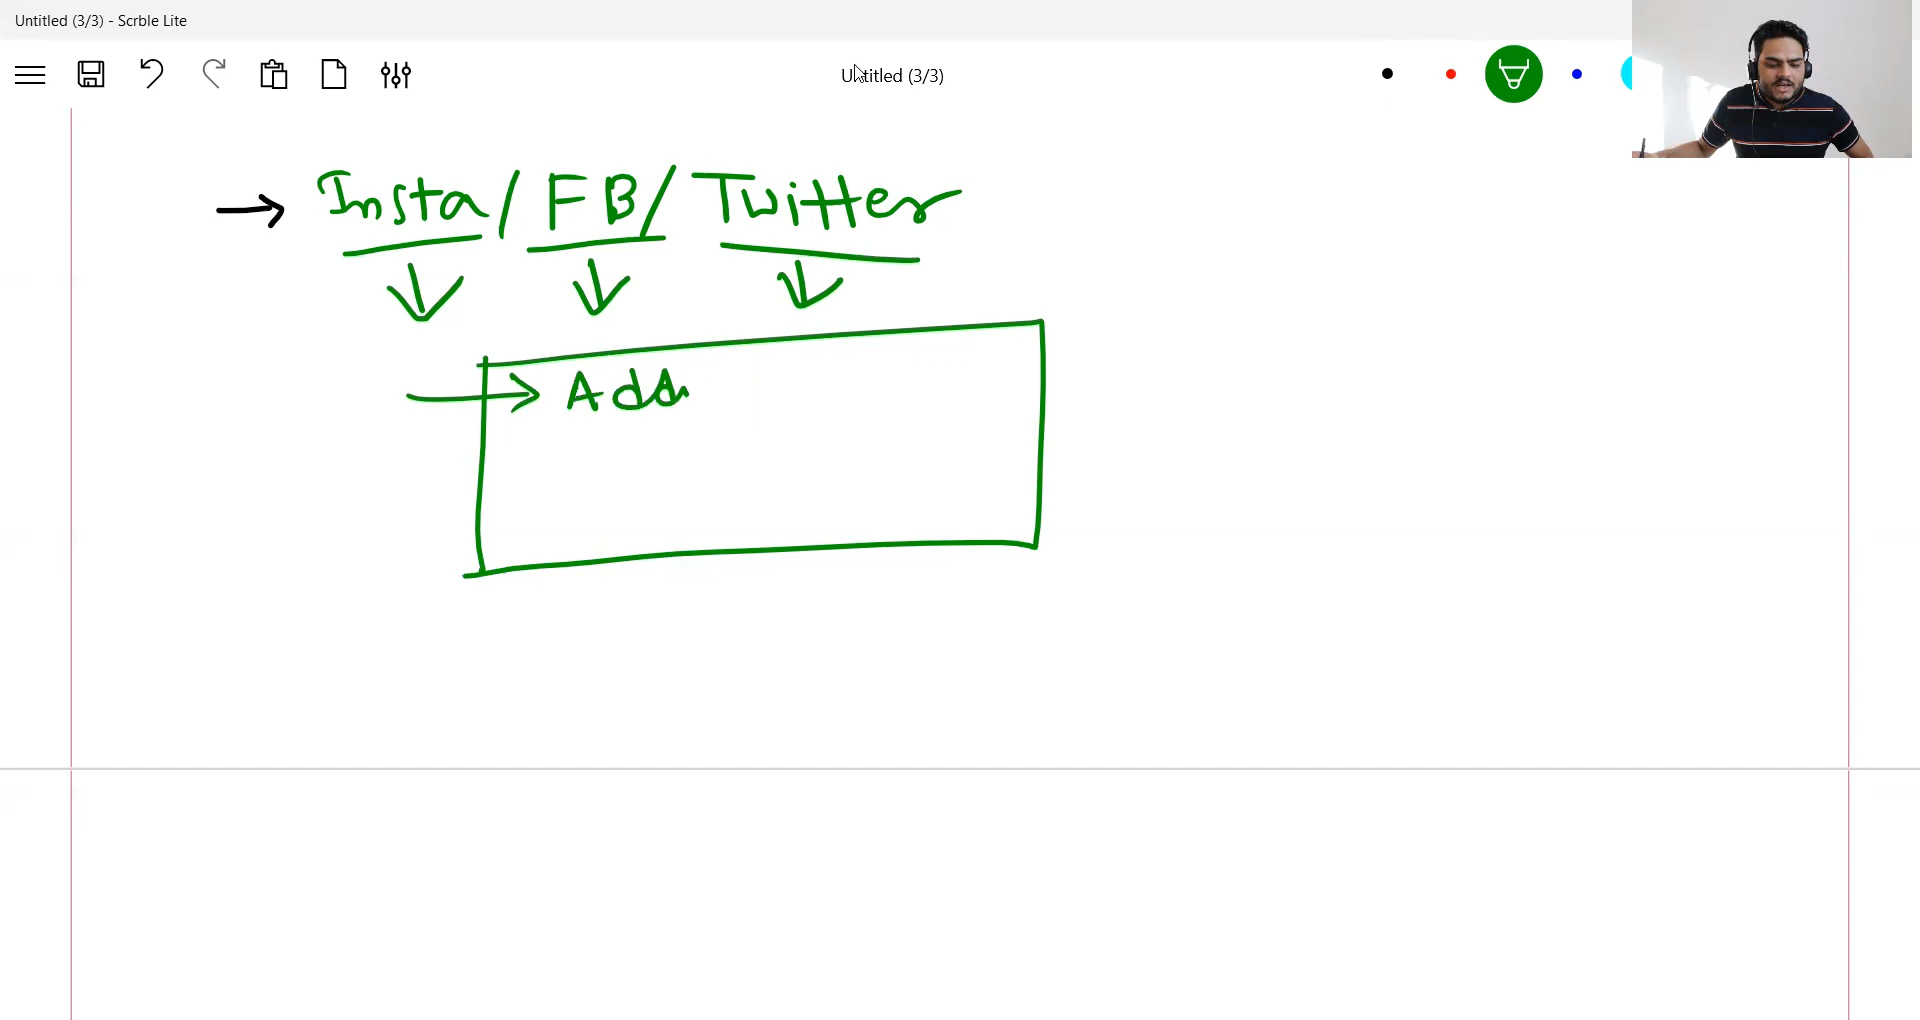 Untitled (3/3) - Scrble Lite
Untitled (3/3)
→ Insta / FB / Twitter
→ Add